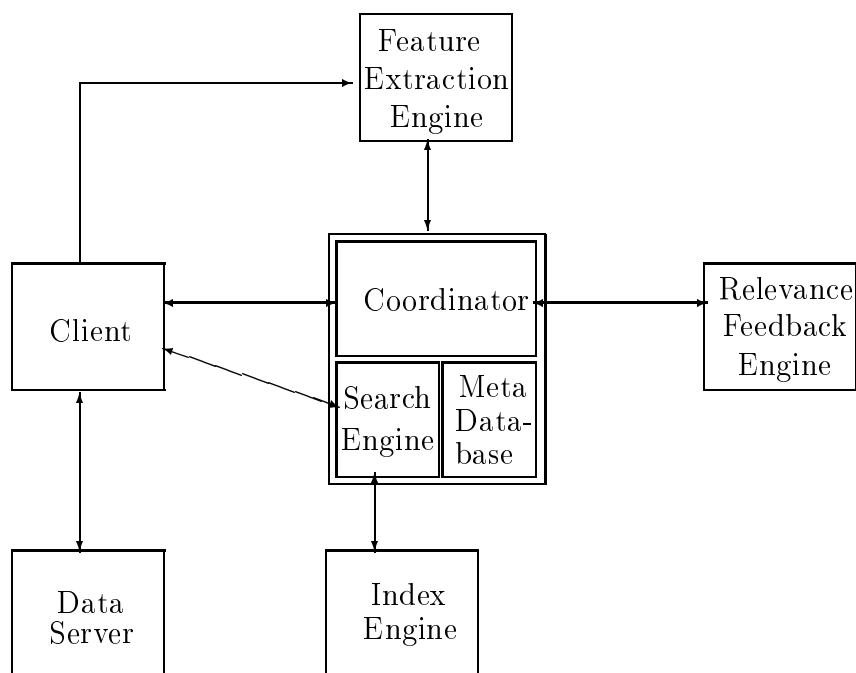 Feature
Extraction
Engine
Client
Coordinator
Relevance
Feedback
Engine
Search
Engine
Meta
Data-
base
Data
Server
Index
Engine